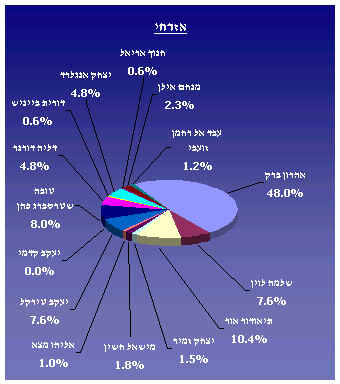 אזרחי
חנוך אריאל
0.6%
יצחק אנגלרד
4.8%
מנחם אילן
2.3%
דורית בייניש
0.6%
עבד אל רחמן
זועבי
1.2%
דליה דורנר
4.8%
אהרון ברק
48.0%
טובה
שטרסברג כהן
8.0%
יעקב קדמי
0.0%
שלמה לוין
7.6%
יעקב טירקל
7.6%
תיאודור אור
10.4%
אליהו מצא
1.0%
מישאל חשין
1.8%
יצחק זמיר
1.5%